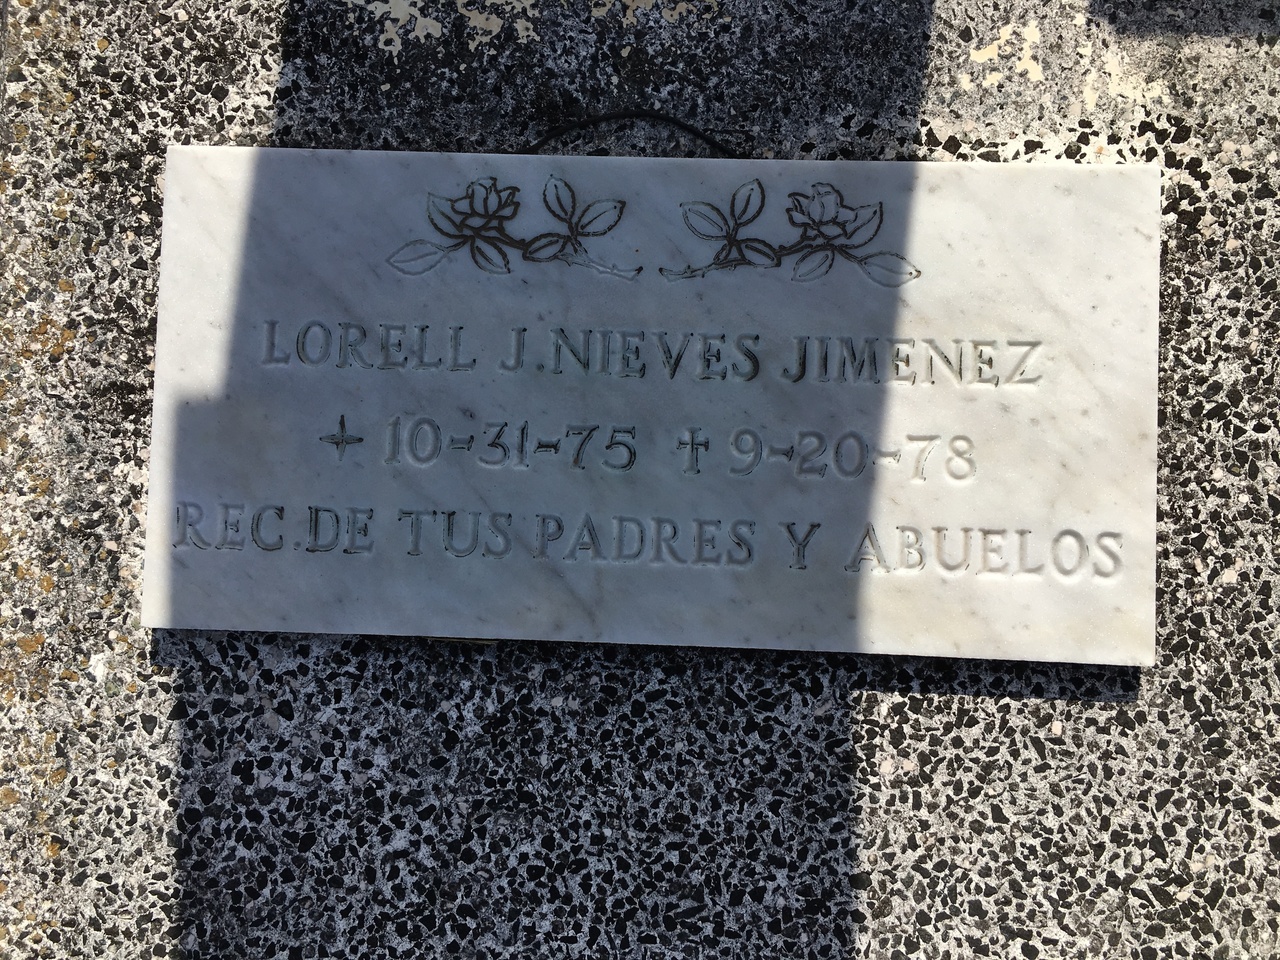 LORELL J. NIEVES JIMENEZ
✦ 10-31-75 ✝ 9-20-78
REC. DE TUS PADRES Y ABUELOS